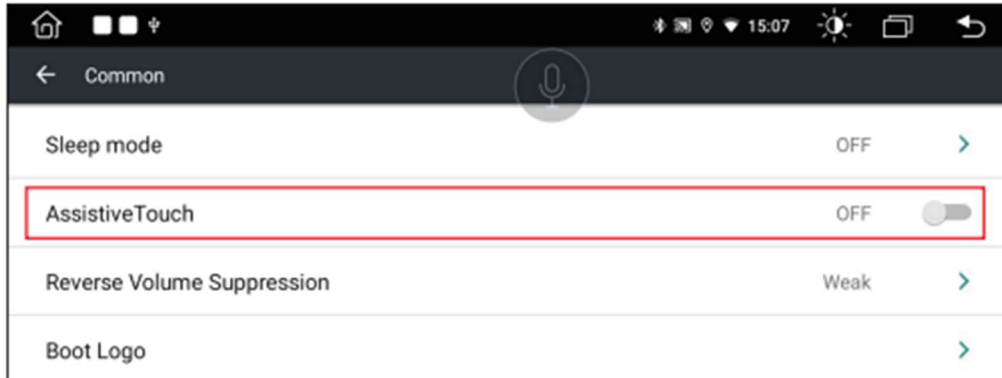 15:07
Common
Sleep mode OFF
AssistiveTouch OFF
Reverse Volume Suppression Weak
Boot Logo